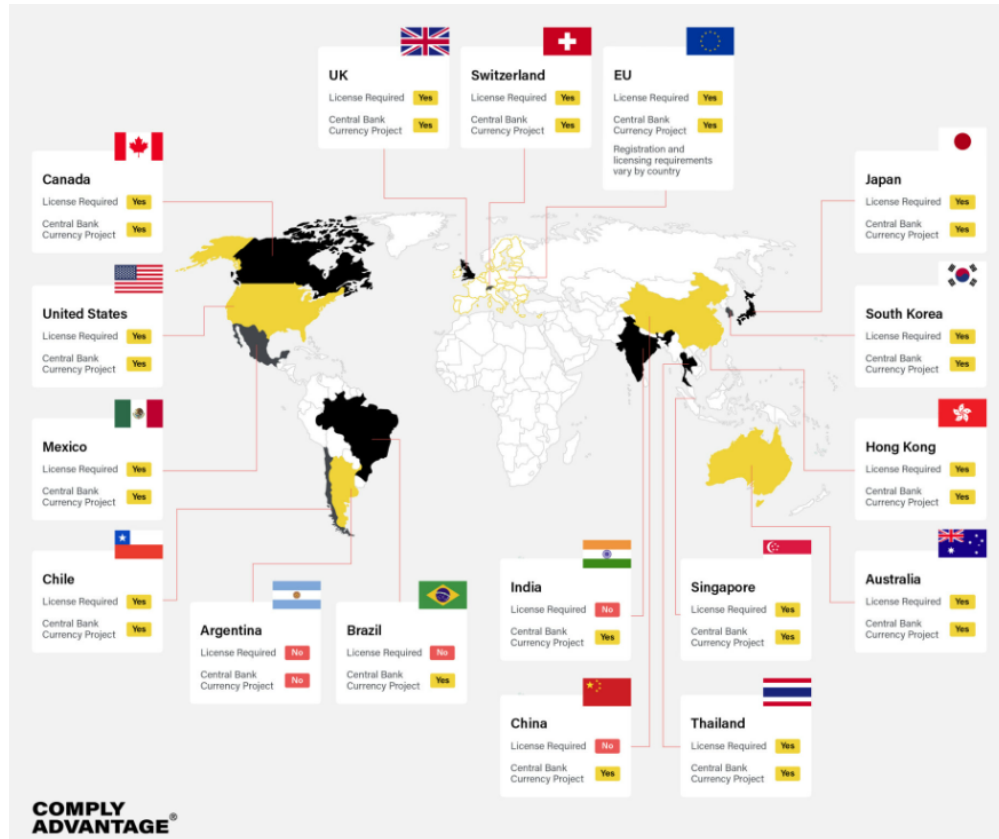 UK
License Required Yes
Central Bank
Currency Project Yes
Switzerland
License Required Yes
Central Bank
Currency Project Yes
EU
License Required Yes
Central Bank
Currency Project Yes
Registration and
licensing requirements
vary by country
Canada
License Required Yes
Central Bank
Currency Project Yes
United States
License Required Yes
Central Bank
Currency Project Yes
Mexico
License Required Yes
Central Bank
Currency Project Yes
Chile
License Required Yes
Central Bank
Currency Project Yes
Argentina
License Required No
Central Bank
Currency Project No
Brazil
License Required No
Central Bank
Currency Project Yes
India
License Required No
Central Bank
Currency Project Yes
China
License Required No
Central Bank
Currency Project Yes
Singapore
License Required Yes
Central Bank
Currency Project Yes
Thailand
License Required Yes
Central Bank
Currency Project Yes
Japan
License Required Yes
Central Bank
Currency Project Yes
South Korea
License Required Yes
Central Bank
Currency Project Yes
Hong Kong
License Required Yes
Central Bank
Currency Project Yes
Australia
License Required Yes
Central Bank
Currency Project Yes
COMPLY
ADVANTAGE®